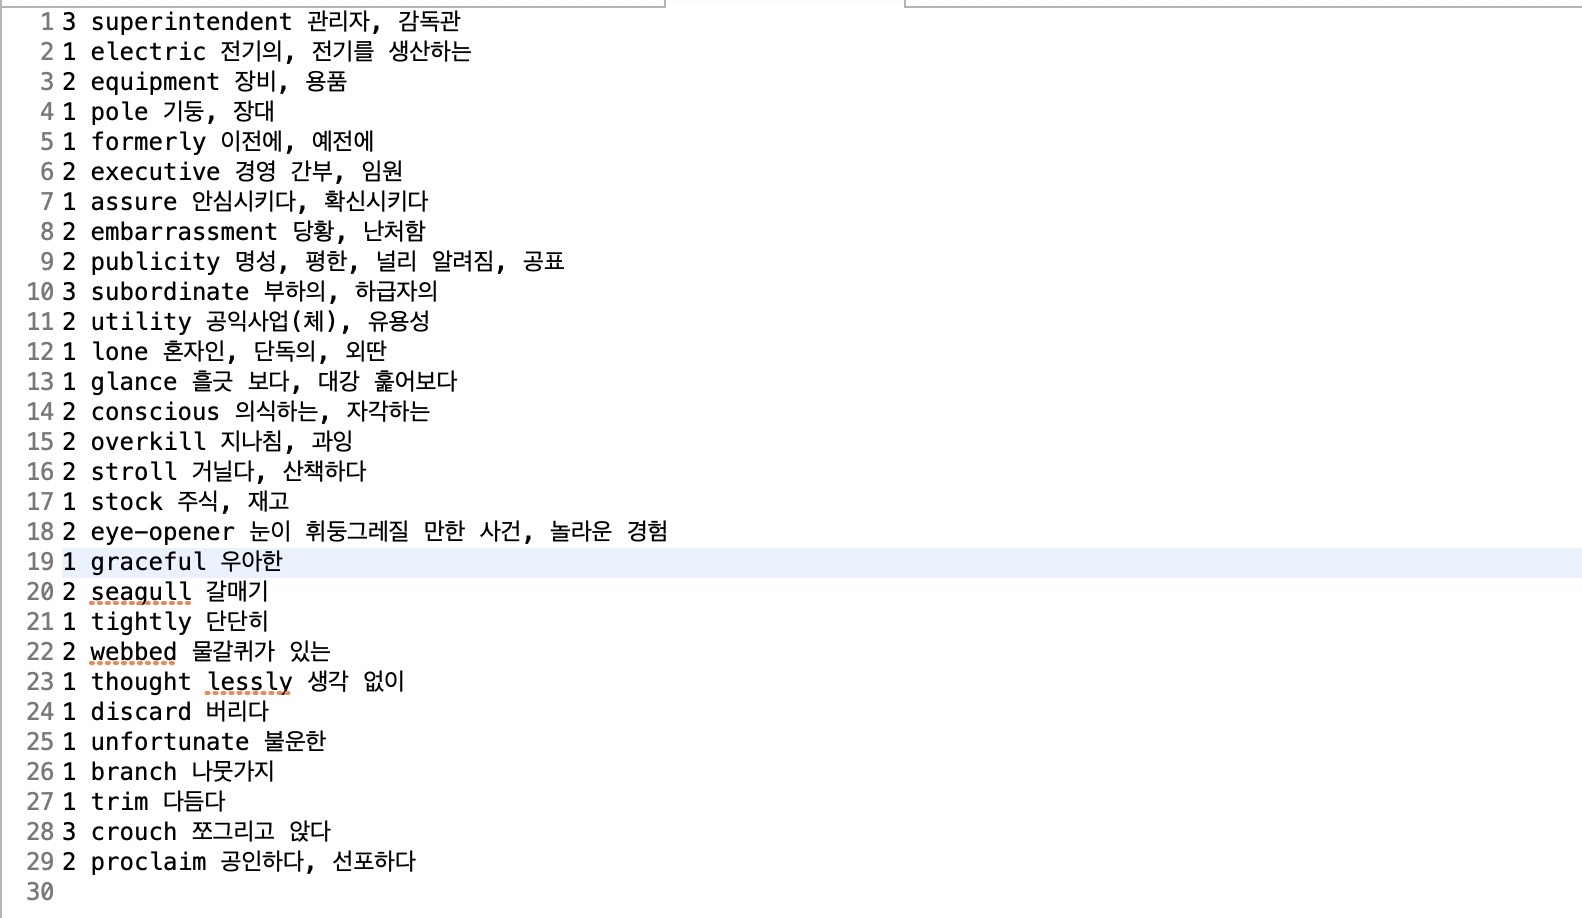 1 3 superintendent 관리자, 감독관
2 1 electric 전기의, 전기를 생산하는
3 2 equipment 장비, 용품
4 1 pole 기둥, 장대
5 1 formerly 이전에, 예전에
6 2 executive 경영 간부, 임원
7 1 assure 안심시키다, 확신시키다
8 2 embarrassment 당황, 난처함
9 2 publicity 명성, 평한, 널리 알려짐, 공표
10 3 subordinate 부하의, 하급자의
11 2 utility 공익사업(체), 유용성
12 1 lone 혼자인, 단독의, 외딴
13 1 glance 흘긋 보다, 대강 훑어보다
14 2 conscious 의식하는, 자각하는
15 2 overkill 지나침, 과잉
16 2 stroll 거닐다, 산책하다
17 1 stock 주식, 재고
18 2 eye-opener 눈이 휘둥그레질 만한 사건, 놀라운 경험
19 1 graceful 우아한
20 2 seagull 갈매기
21 1 tightly 단단히
22 2 webbed 물갈퀴가 있는
23 1 thought lessly 생각 없이
24 1 discard 버리다
25 1 unfortunate 불운한
26 1 branch 나뭇가지
27 1 trim 다듬다
28 3 crouch 쪼그리고 앉다
29 2 proclaim 공인하다, 선포하다
30